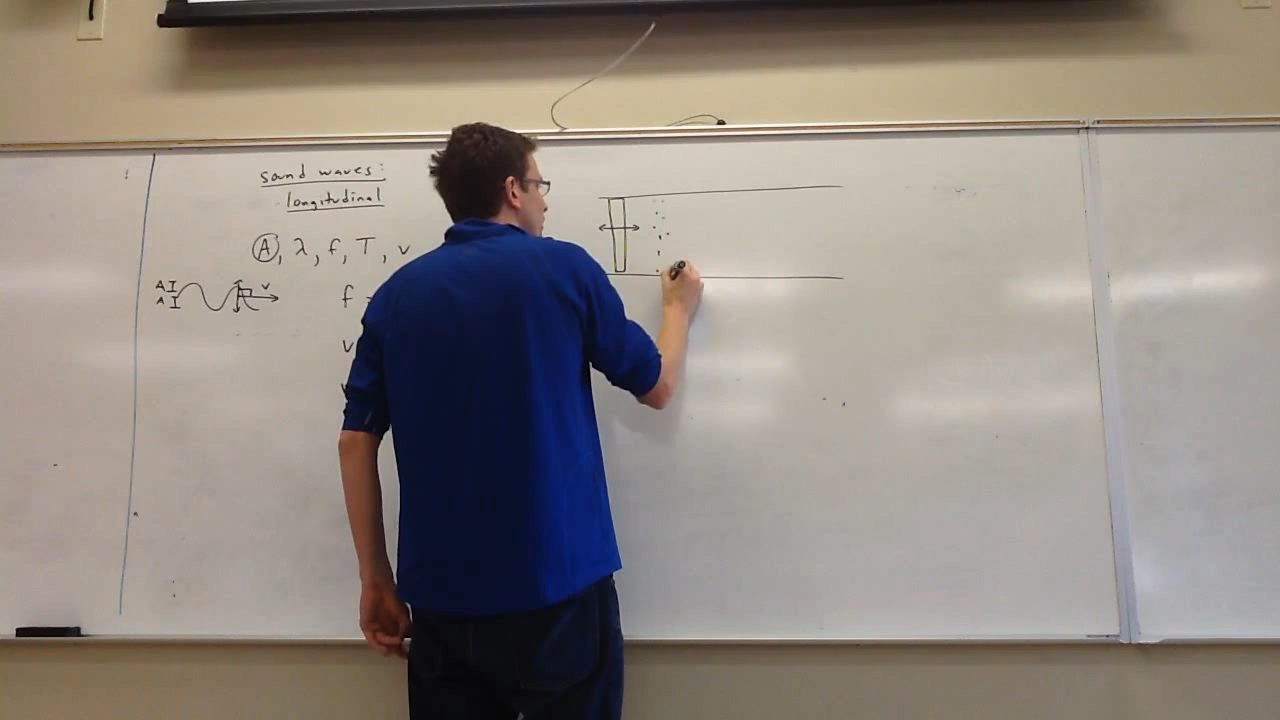 sound waves:
longitudinal
A, λ, f, T, v
A
A
v
f =
v